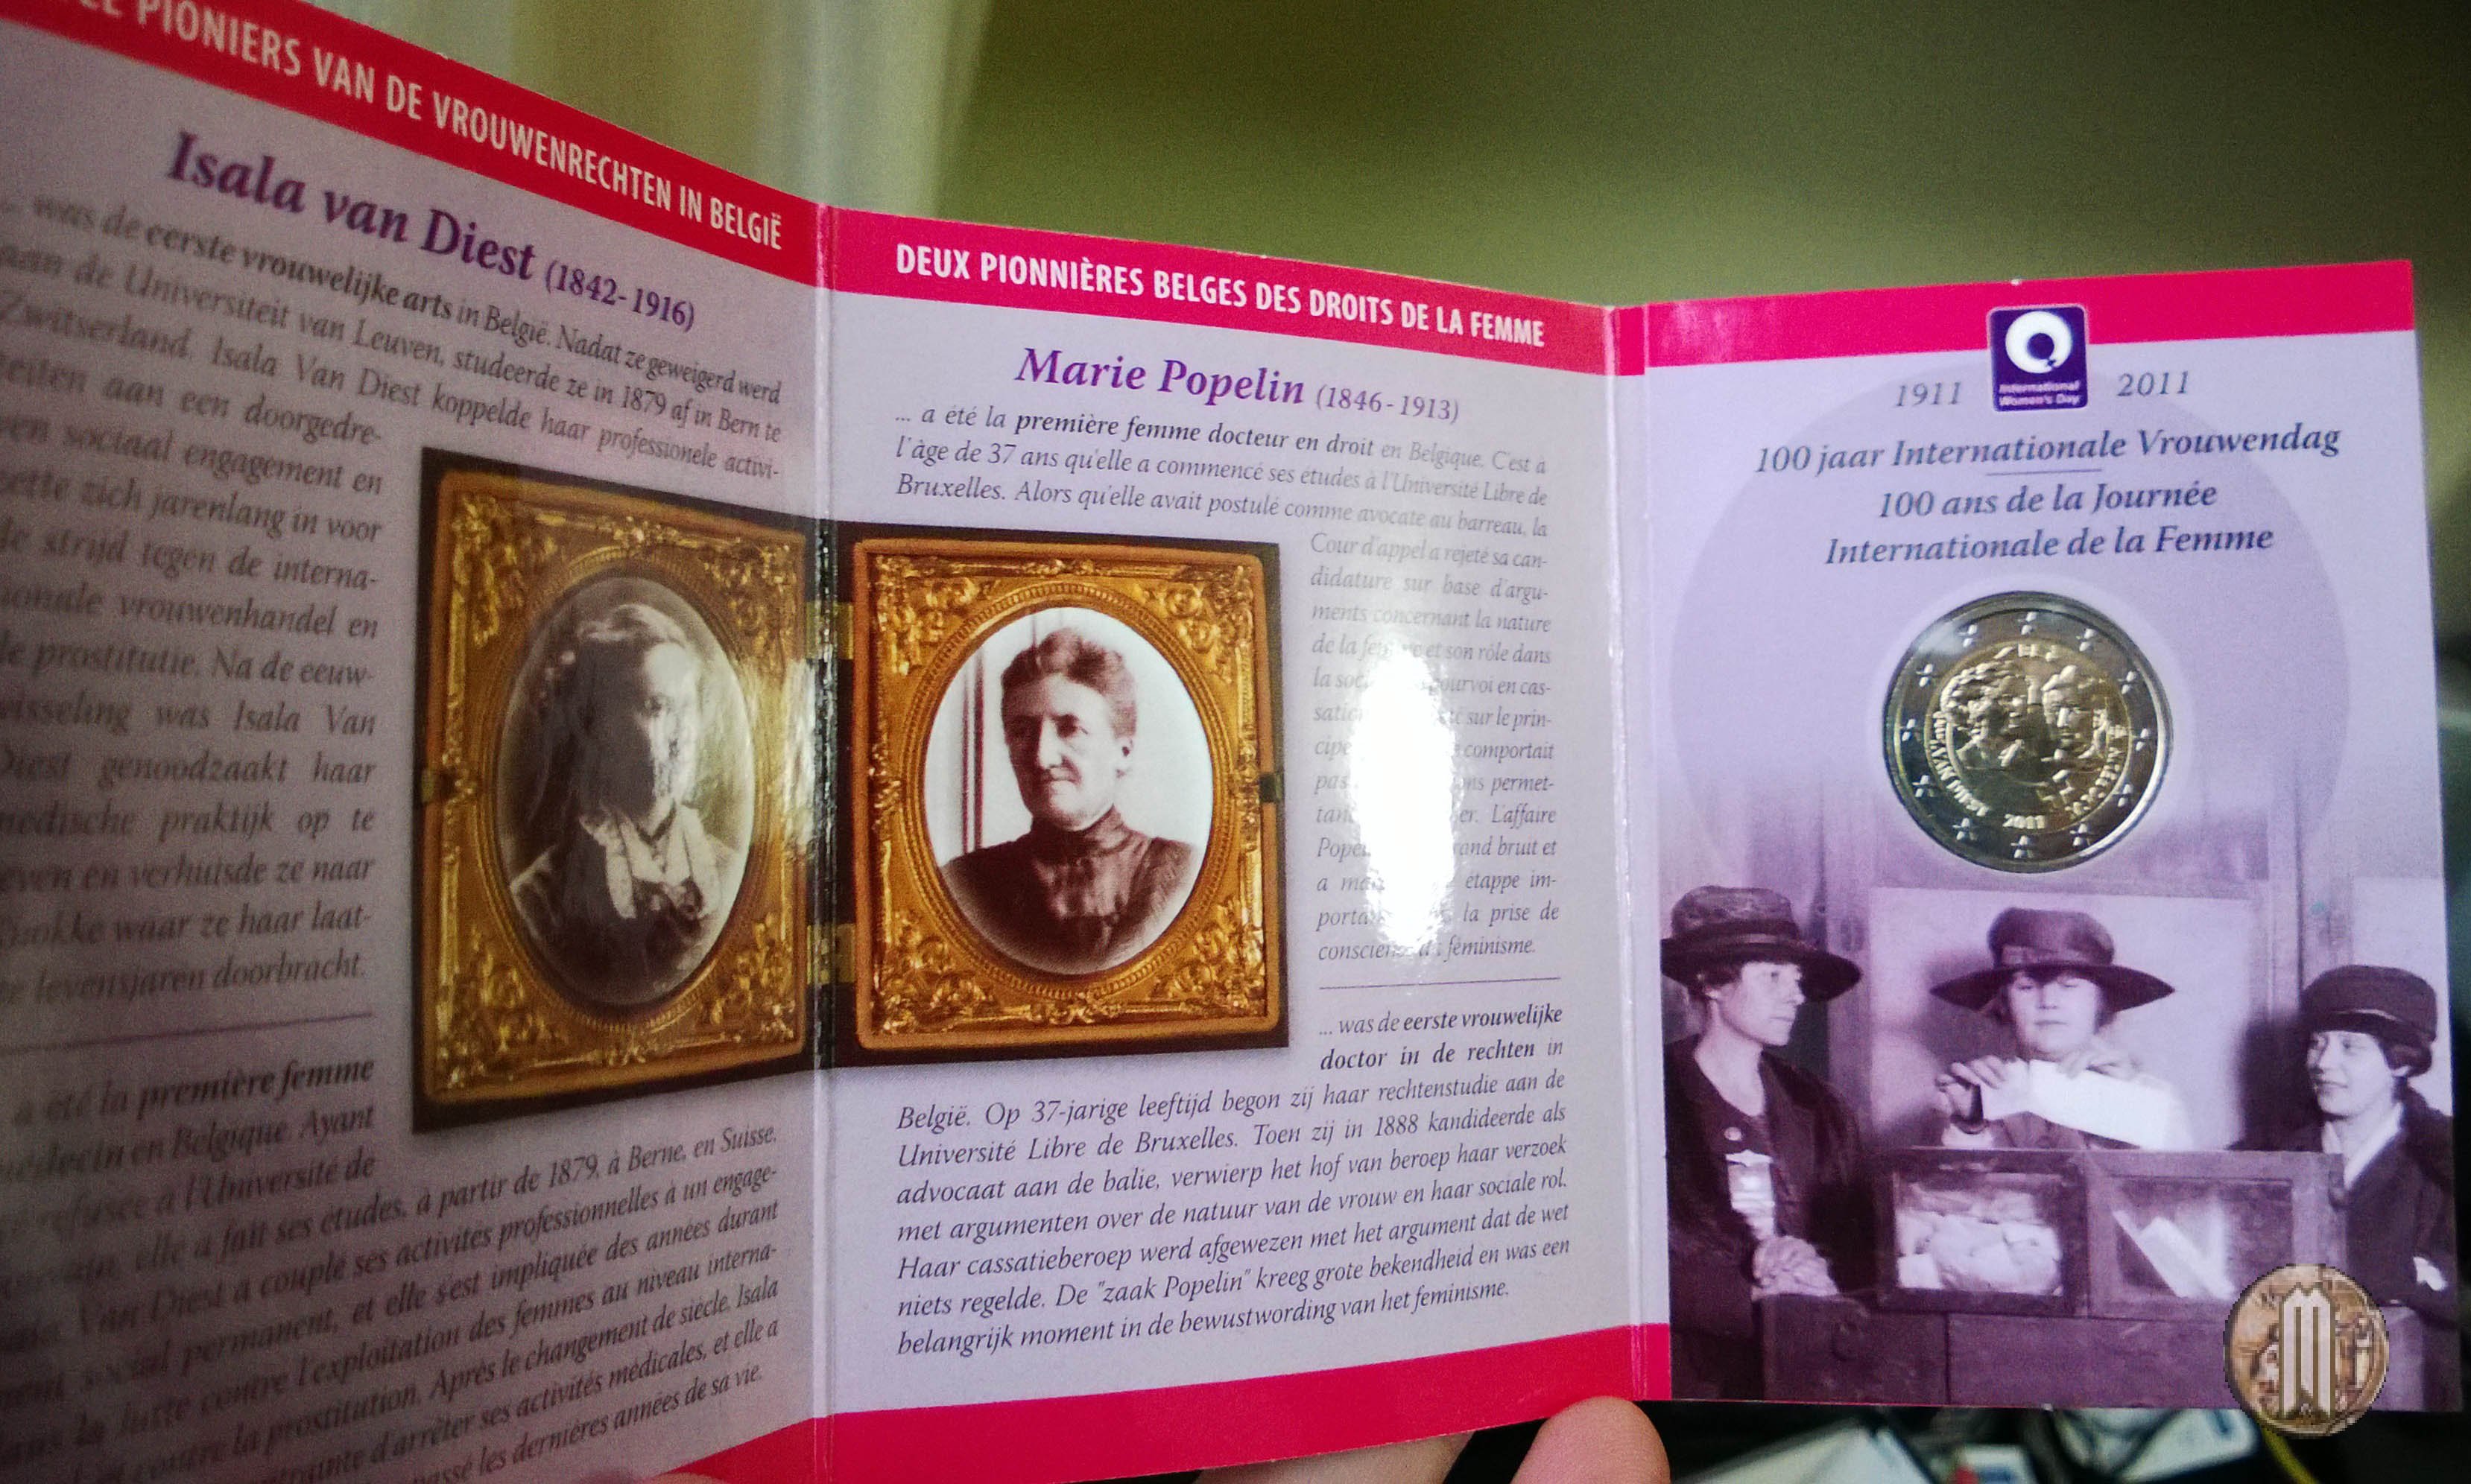 PIONIERS VAN DE VROUWENRECHTEN IN BELGIË
Isala van Diest (1842-1916)
... was de eerste vrouwelijke arts in België. Nadat ze geweigerd werd
aan de Universiteit van Leuven, studeerde ze in 1879 af in Bern te
Zwitserland. Isala Van Diest koppelde haar professionele activi-
teiten aan een doorgedre-
ven sociaal engagement en
zette zich jarenlang in voor
de strijd tegen de interna-
tionale vrouwenhandel en
de prostitutie. Na de eeuw-
wisseling was Isala Van
Diest genoodzaakt haar
medische praktijk op te
even en verhuisde ze naar
waar ze haar laat-
levensjaren doorbracht.
a été la première femme
médecin en Belgique. Ayant
l'Université de
elle a fait ses études, à partir de 1879, à Berne, en Suisse.
Van Diest a couplé ses activités professionnelles à un engage-
social permanent, et elle s'est impliquée des années durant
la lutte contre l'exploitation des femmes au niveau interna-
contre la prostitution. Après le changement de siècle, Isala
d'arrêter ses activités médicales, et elle a
passé les dernières années de sa vie.
DEUX PIONNIÈRES BELGES DES DROITS DE LA FEMME
Marie Popelin (1846-1913)
... a été la première femme docteur en droit en Belgique. C'est à
l'âge de 37 ans qu'elle a commencé ses études à l'Université Libre de
Bruxelles. Alors qu'elle avait postulé comme avocate au barreau, la
Cour d'appel a rejeté sa can-
didature sur base d'argu-
ments concernant la nature
de la et son rôle dans
la pourvoi en cas-
sur le prin-
comportait
pas permet-
L'affaire
bruit et
a étape im-
la prise de
féminisme.
... was de eerste vrouwelijke
doctor in de rechten in
België. Op 37-jarige leeftijd begon zij haar rechtenstudie aan de
Université Libre de Bruxelles. Toen zij in 1888 kandideerde als
advocaat aan de balie, verwierp het hof van beroep haar verzoek
met argumenten over de natuur van de vrouw en haar sociale rol.
Haar cassatieberoep werd afgewezen met het argument dat de wet
niets regelde. De "zaak Popelin" kreeg grote bekendheid en was een
belangrijk moment in de bewustwording van het feminisme.
1911 2011
International
Women's Day
100 jaar Internationale Vrouwendag
100 ans de la Journée
Internationale de la Femme
2011
M